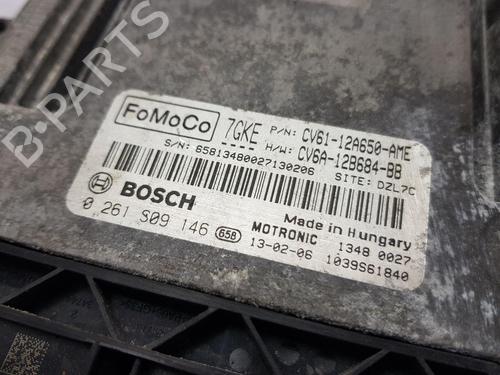 B-PARTS
FoMoCo
7GKE P/N: CV61-12A650-AME
H/W: CV6A-12B684-BB
S/N: 65813480027130206 SITE: DZL7C
BOSCH
Made in Hungary
0 261 S09 146 658 MOTRONIC 1348 0027
13-02-06 1039S61840